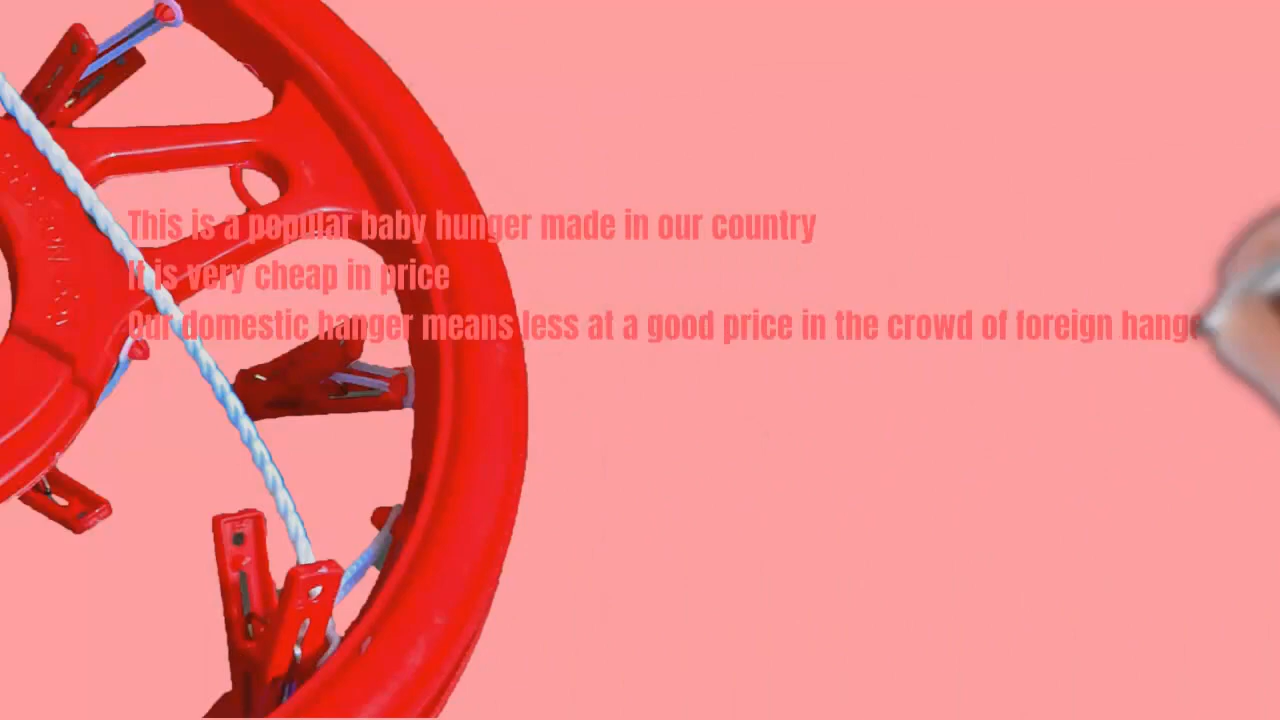 This is a popular baby hunger made in our country
It is very cheap in price
Our domestic hanger means less at a good price in the crowd of foreign hange